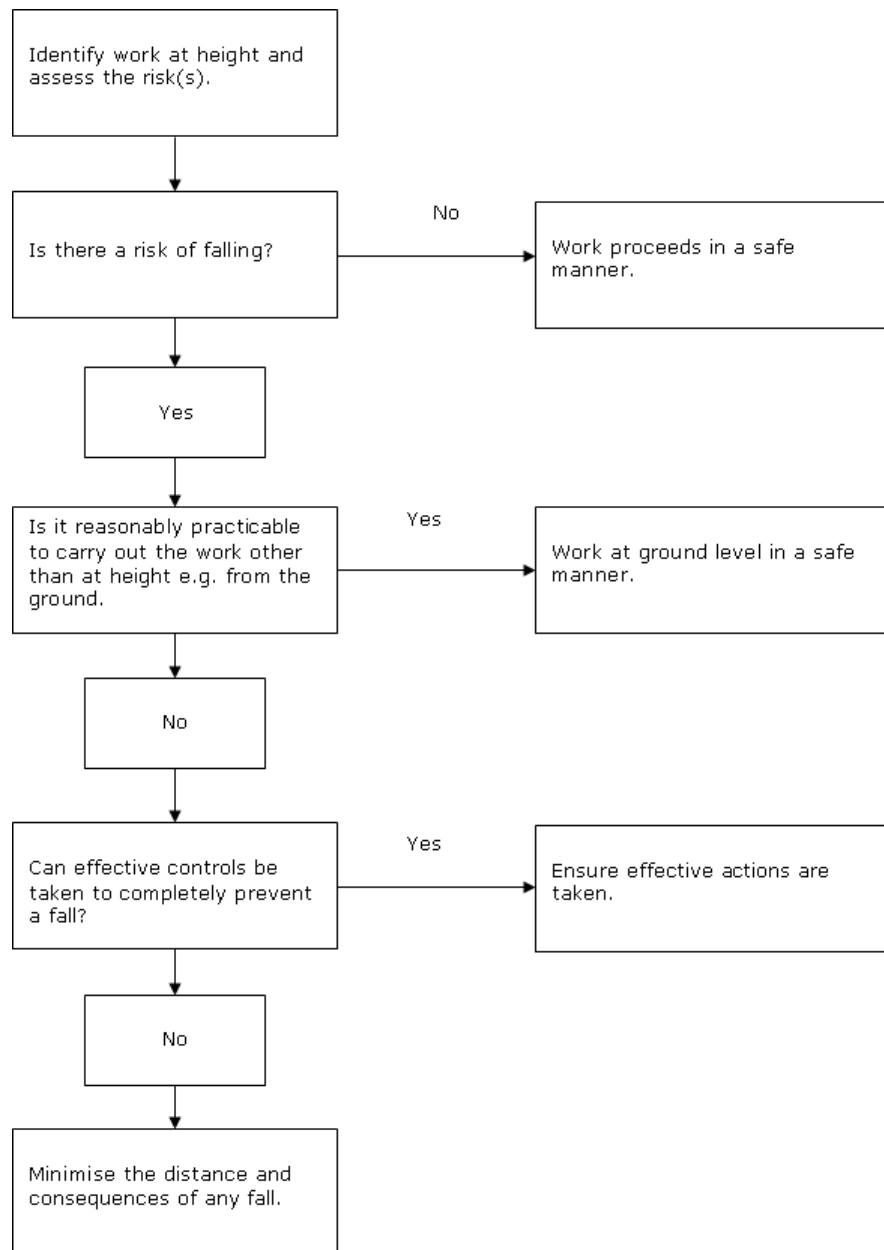 Identify work at height and
assess the risk(s).
Is there a risk of falling?
No
Work proceeds in a safe
manner.
Yes
Is it reasonably practicable
to carry out the work other
than at height e.g. from the
ground.
Yes
Work at ground level in a safe
manner.
No
Can effective controls be
taken to completely prevent
a fall?
Yes
Ensure effective actions are
taken.
No
Minimise the distance and
consequences of any fall.